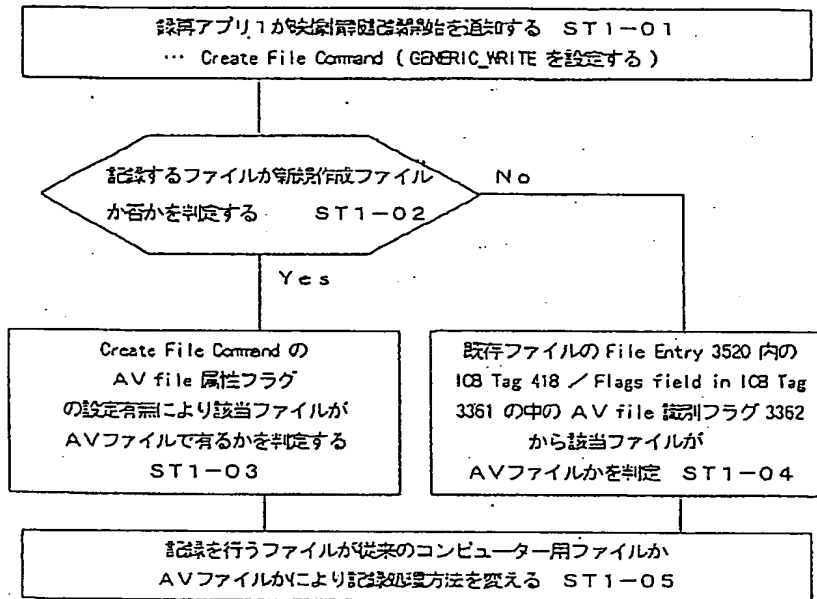 録再アプリ1が映像情報記録開始を通知する ST1-01
… Create File Command ( GENERIC_WRITE を設定する )
記録するファイルが新規作成ファイル
か否かを判定する ST1-02
No
Yes
Create File Command の
AV file 属性フラグ
の設定有無により該当ファイルが
AVファイルで有るかを判定する
ST1-03
既存ファイルの File Entry 3520 内の
ICB Tag 418 / Flags field in ICB Tag
3361 の中の AV file 識別フラグ 3362
から該当ファイルが
AVファイルかを判定 ST1-04
記録を行うファイルが従来のコンピューター用ファイルか
AVファイルかにより記録処理方法を変える ST1-05